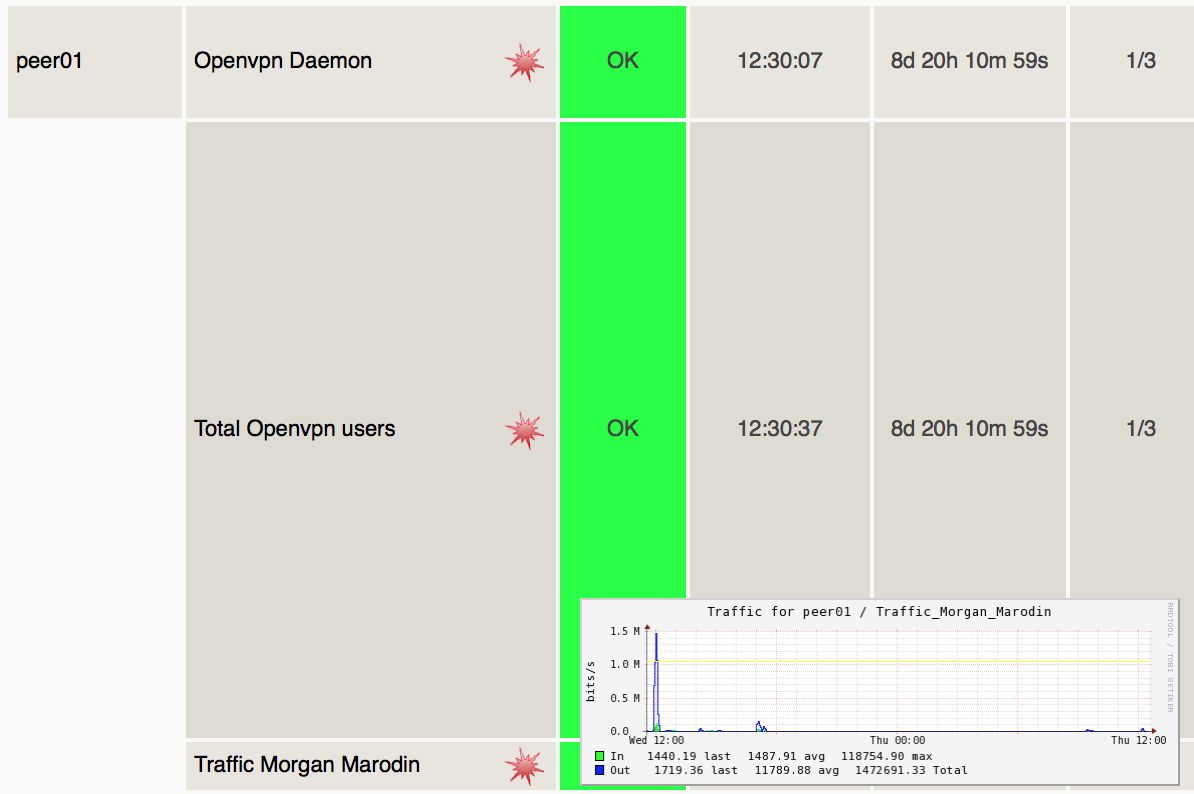 peer01 Openvpn Daemon OK 12:30:07 8d 20h 10m 59s 1/3
Total Openvpn users OK 12:30:37 8d 20h 10m 59s 1/3
Traffic for peer01 / Traffic_Morgan_Marodin
RRDTOOL / TOBI OETIKER
bits/s
1.5 M
1.0 M
0.5 M
0.0
Wed 12:00 Thu 00:00 Thu 12:00
In 1440.19 last 1487.91 avg 118754.90 max
Out 1719.36 last 11789.88 avg 1472691.33 Total
Traffic Morgan Marodin